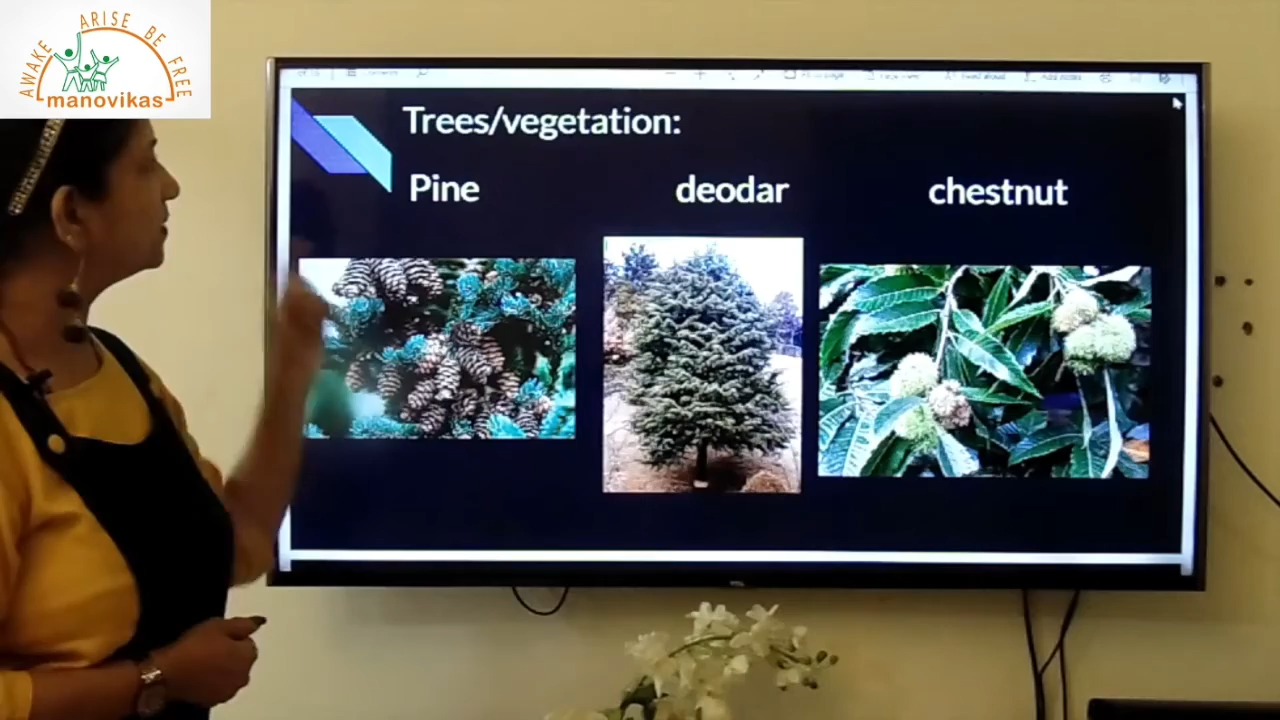 AWAKE ARISE BE FREE
manovikas
Trees/vegetation:
Pine deodar chestnut